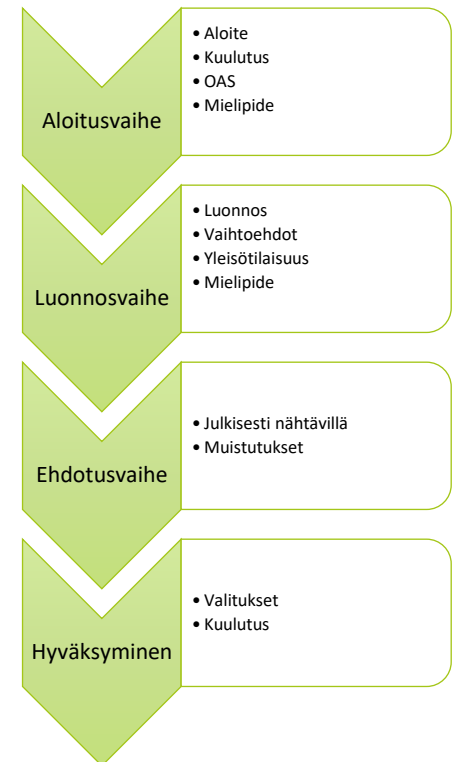 Aloitusvaihe
• Aloite
• Kuulutus
• OAS
• Mielipide
Luonnosvaihe
• Luonnos
• Vaihtoehdot
• Yleisötilaisuus
• Mielipide
Ehdotusvaihe
• Julkisesti nähtävillä
• Muistutukset
Hyväksyminen
• Valitukset
• Kuulutus